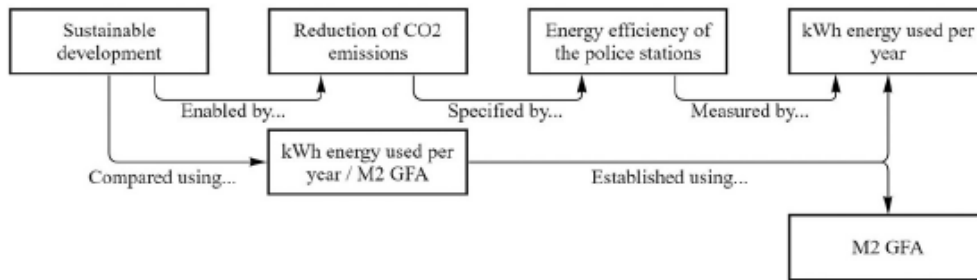 Sustainable
development
Reduction of CO2
emissions
Energy efficiency of
the police stations
kWh energy used per
year
Enabled by...
Specified by...
Measured by...
kWh energy used per
year / M2 GFA
Compared using...
Established using...
M2 GFA